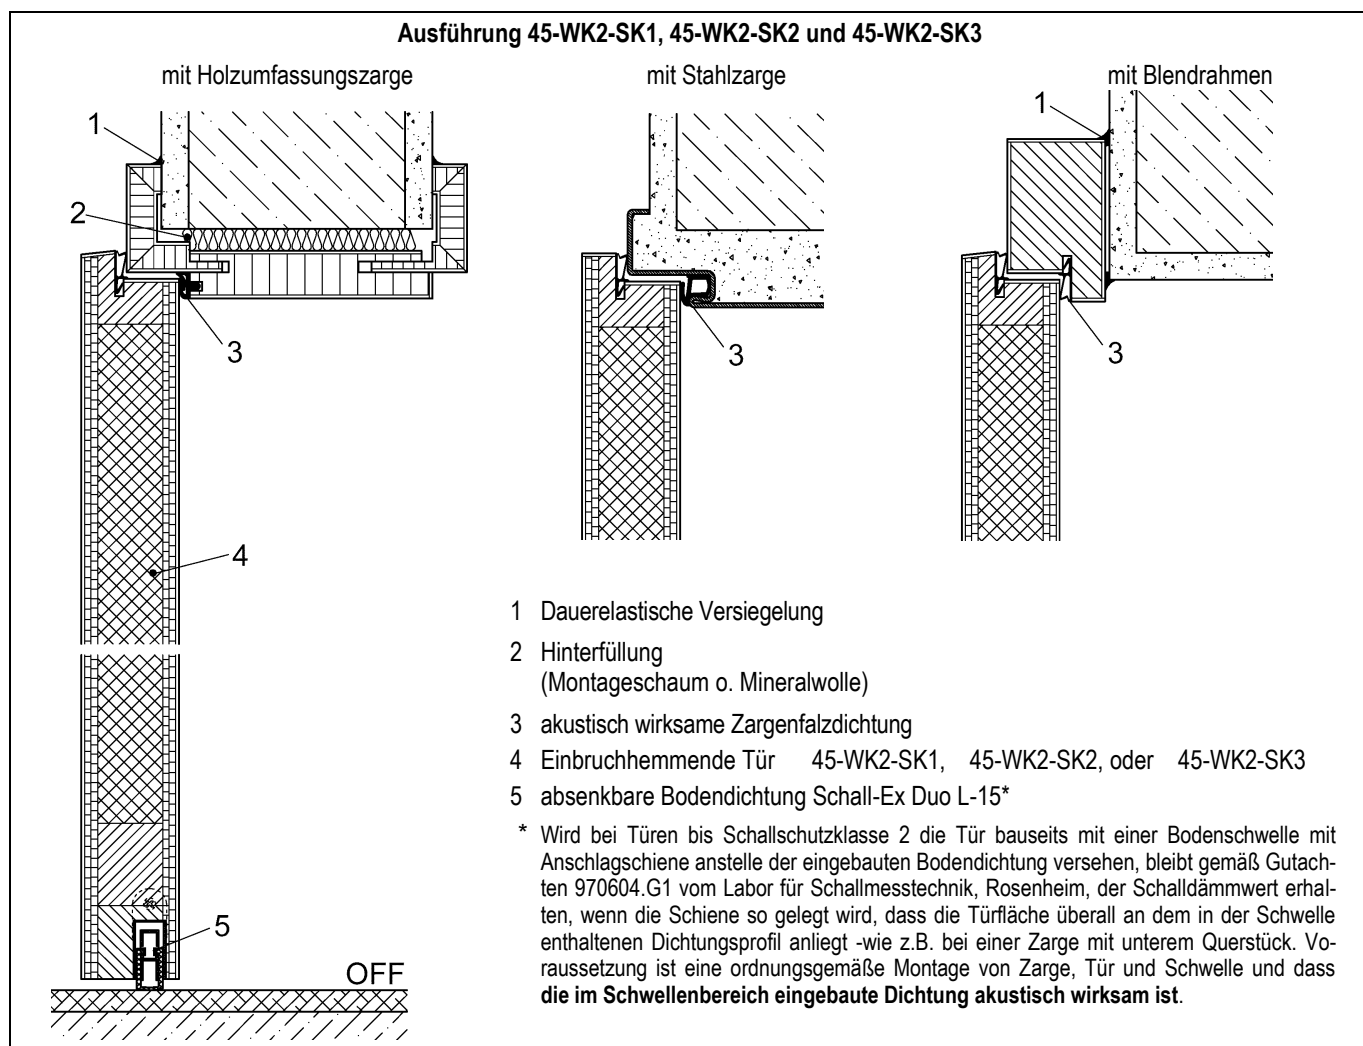 Ausführung 45-WK2-SK1, 45-WK2-SK2 und 45-WK2-SK3
mit Holzumfassungszarge
mit Stahlzarge
mit Blendrahmen
1
1
2
3
3
3
4
5
OFF
1 Dauerelastische Versiegelung
2 Hinterfüllung
(Montageschaum o. Mineralwolle)
3 akustisch wirksame Zargenfalzdichtung
4 Einbruchhemmende Tür 45-WK2-SK1, 45-WK2-SK2, oder 45-WK2-SK3
5 absenkbare Bodendichtung Schall-Ex Duo L-15*
* Wird bei Türen bis Schallschutzklasse 2 die Tür bauseits mit einer Bodenschwelle mit
Anschlagschiene anstelle der eingebauten Bodendichtung versehen, bleibt gemäß Gutach-
ten 970604.G1 vom Labor für Schallmesstechnik, Rosenheim, der Schalldämmwert erhal-
ten, wenn die Schiene so gelegt wird, dass die Türfläche überall an dem in der Schwelle
enthaltenen Dichtungsprofil anliegt -wie z.B. bei einer Zarge mit unterem Querstück. Vo-
raussetzung ist eine ordnungsgemäße Montage von Zarge, Tür und Schwelle und dass
die im Schwellenbereich eingebaute Dichtung akustisch wirksam ist.